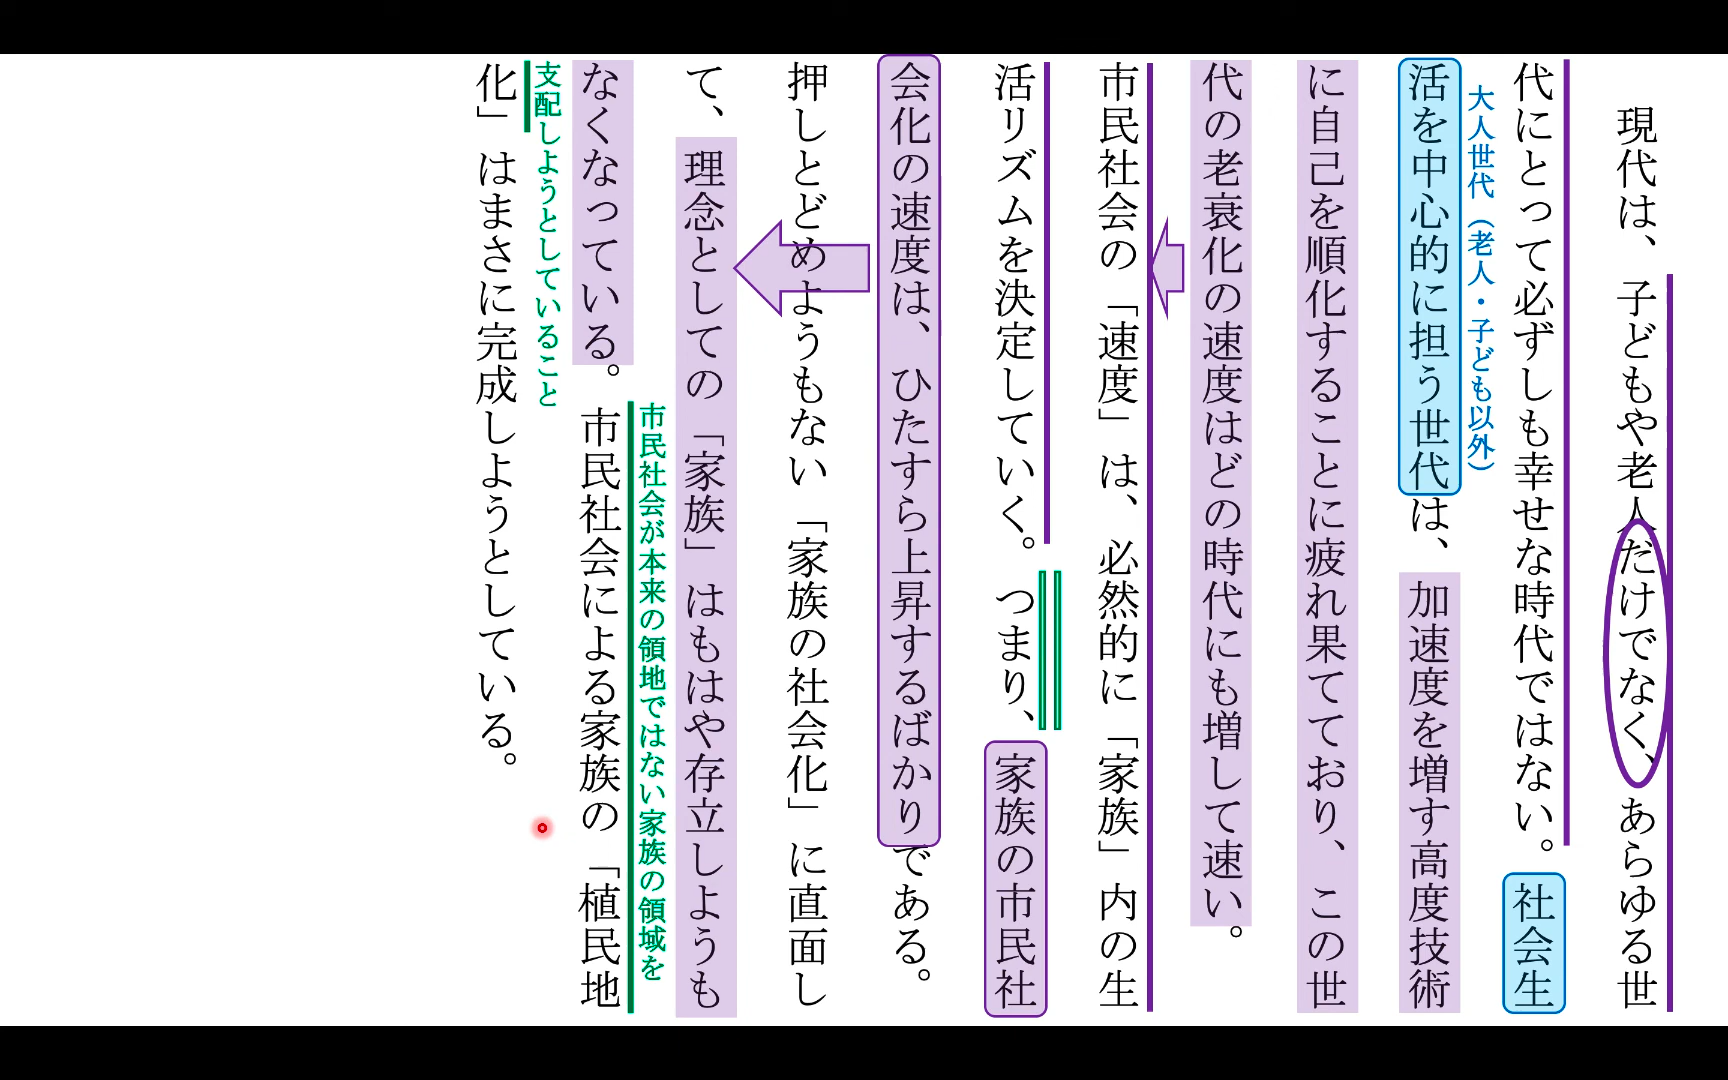 現代は、子どもや老人だけでなく、あらゆる世
代にとって必ずしも幸せな時代ではない。社会生
大人世代（老人・子ども以外）
活を中心的に担う世代は、加速度を増す高度技術
に自己を順化することに疲れ果てており、この世
代の老衰化の速度はどの時代にも増して速い。
市民社会の「速度」は、必然的に「家族」内の生
活リズムを決定していく。つまり、家族の市民社
会化の速度は、ひたすら上昇するばかりである。
押しとどめようもない「家族の社会化」に直面し
て、理念としての「家族」はもはや存立しようも
市民社会が本来の領地ではない家族の領域を
なくなっている。市民社会による家族の「植民地
支配しようとしていること
化」はまさに完成しようとしている。